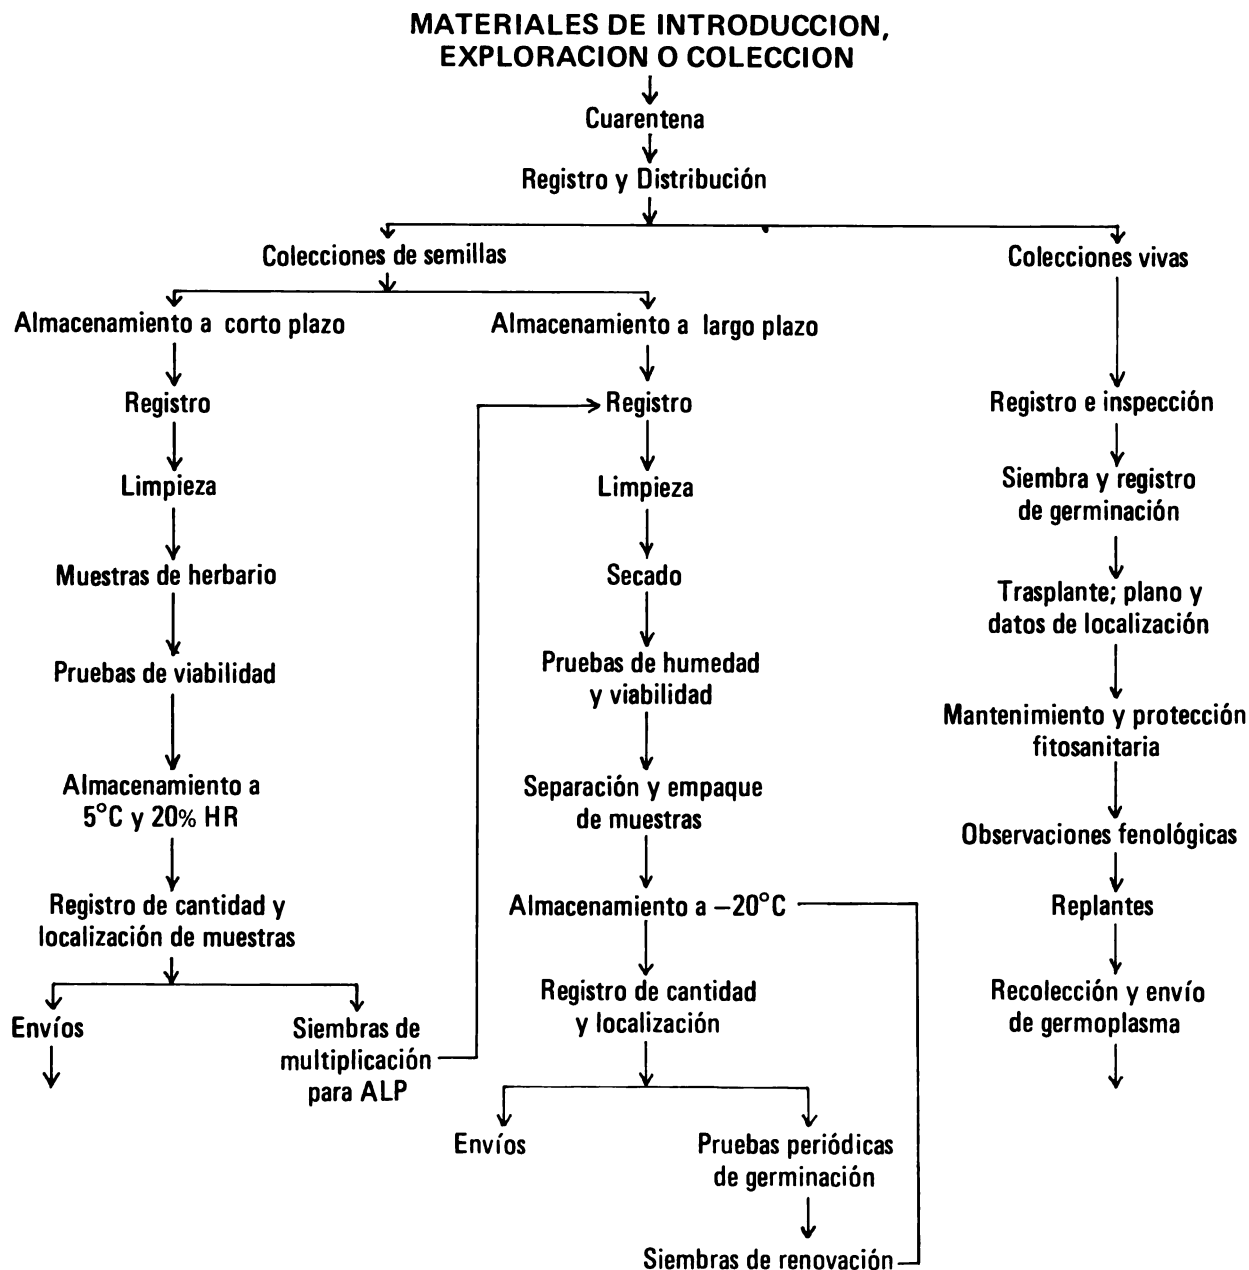 MATERIALES DE INTRODUCCION,
EXPLORACION O COLECCION
Cuarentena
Registro y Distribución
Colecciones de semillas
Almacenamiento a corto plazo
Registro
Limpieza
Muestras de herbario
Pruebas de viabilidad
Almacenamiento a
5°C y 20% HR
Registro de cantidad y
localización de muestras
Envíos
Siembras de
multiplicación
para ALP
Almacenamiento a largo plazo
Registro
Limpieza
Secado
Pruebas de humedad
y viabilidad
Separación y empaque
de muestras
Almacenamiento a –20°C
Registro de cantidad
y localización
Envíos
Pruebas periódicas
de germinación
Siembras de renovación
Colecciones vivas
Registro e inspección
Siembra y registro
de germinación
Trasplante; plano y
datos de localización
Mantenimiento y protección
fitosanitaria
Observaciones fenológicas
Replantes
Recolección y envío
de germoplasma